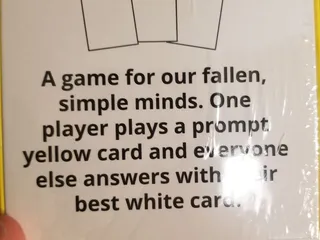 A game for our fallen,
simple minds. One
player plays a prompt
yellow card and everyone
else answers with their
best white card.